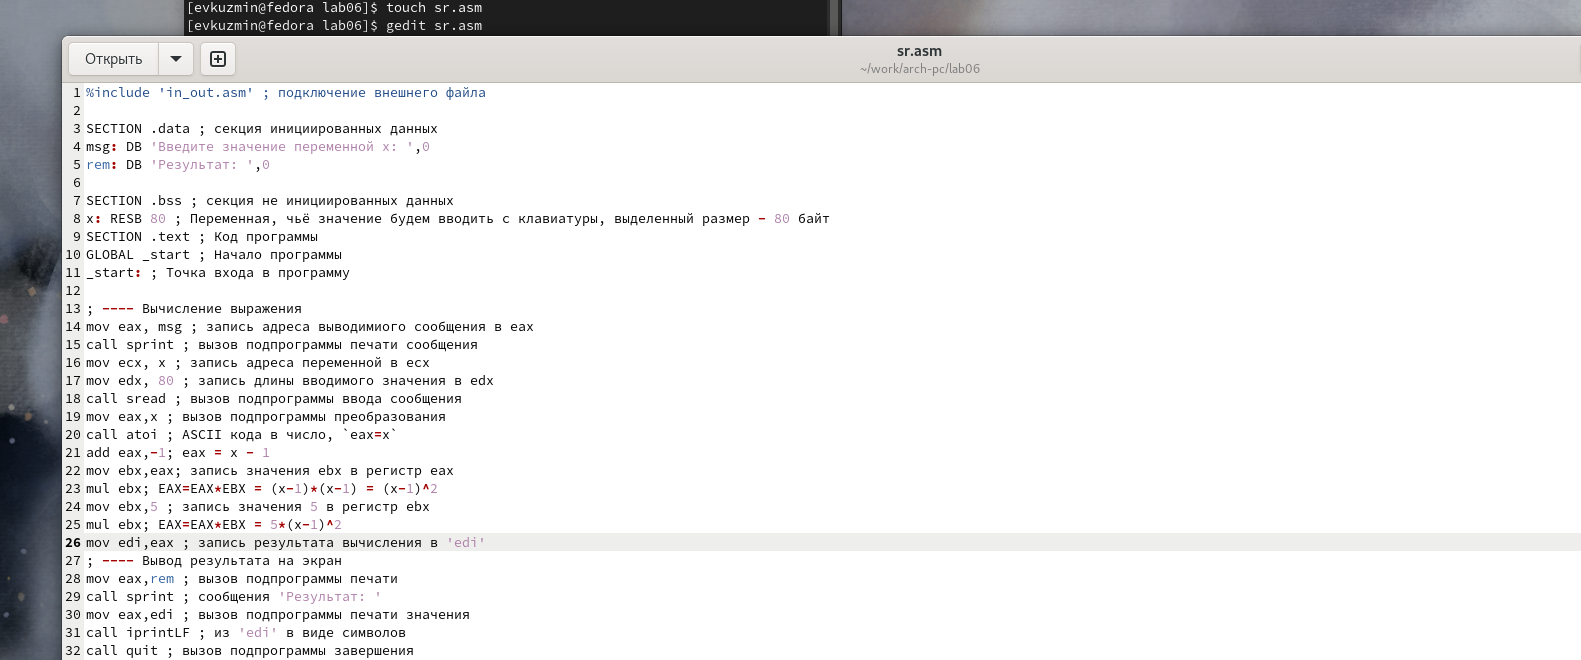 [evkuzmin@fedora lab06]$ touch sr.asm
[evkuzmin@fedora lab06]$ gedit sr.asm
Открыть
sr.asm
~/work/arch-pc/lab06
1 %include 'in_out.asm' ; подключение внешнего файла
2
3 SECTION .data ; секция инициированных данных
4 msg: DB 'Введите значение переменной x: ',0
5 rem: DB 'Результат: ',0
6
7 SECTION .bss ; секция не инициированных данных
8 x: RESB 80 ; Переменная, чьё значение будем вводить с клавиатуры, выделенный размер - 80 байт
9 SECTION .text ; Код программы
10 GLOBAL _start ; Начало программы
11 _start: ; Точка входа в программу
12
13 ; ---- Вычисление выражения
14 mov eax, msg ; запись адреса выводимиого сообщения в eax
15 call sprint ; вызов подпрограммы печати сообщения
16 mov ecx, x ; запись адреса переменной в ecx
17 mov edx, 80 ; запись длины вводимого значения в edx
18 call sread ; вызов подпрограммы ввода сообщения
19 mov eax,x ; вызов подпрограммы преобразования
20 call atoi ; ASCII кода в число, `eax=x`
21 add eax,-1; eax = x - 1
22 mov ebx,eax; запись значения ebx в регистр eax
23 mul ebx; EAX=EAX*EBX = (x-1)*(x-1) = (x-1)^2
24 mov ebx,5 ; запись значения 5 в регистр ebx
25 mul ebx; EAX=EAX*EBX = 5*(x-1)^2
26 mov edi,eax ; запись результата вычисления в 'edi'
27 ; ---- Вывод результата на экран
28 mov eax,rem ; вызов подпрограммы печати
29 call sprint ; сообщения 'Результат: '
30 mov eax,edi ; вызов подпрограммы печати значения
31 call iprintLF ; из 'edi' в виде символов
32 call quit ; вызов подпрограммы завершения